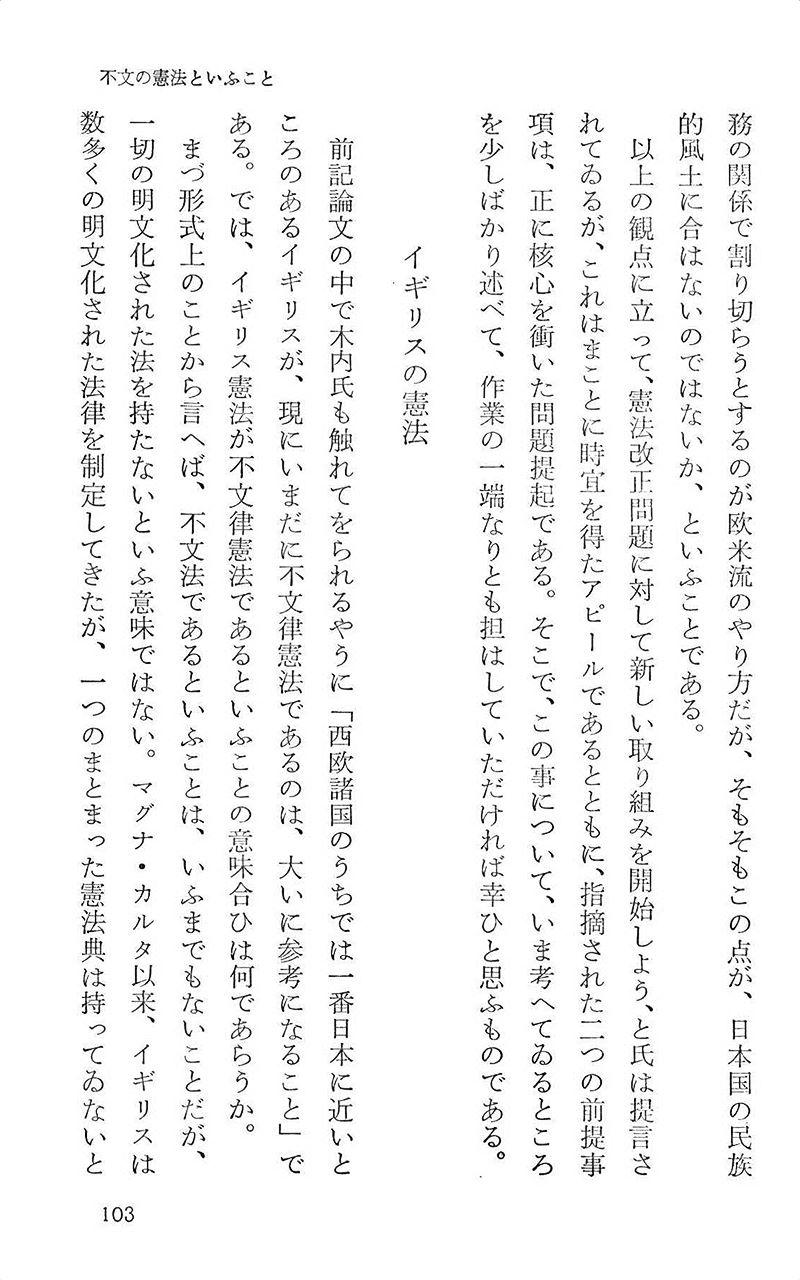 不文の憲法といふこと
務の関係で割り切らうとするのが欧米流のやり方だが、そもそもこの点が、日本国の民族
的風土に合はないのではないか、といふことである。
以上の観点に立って、憲法改正問題に対して新しい取り組みを開始しよう、と氏は提言さ
れてゐるが、これはまことに時宜を得たアピールであるとともに、指摘された二つの前提事
項は、正に核心を衝いた問題提起である。そこで、この事について、いま考へてゐるところ
を少しばかり述べて、作業の一端なりとも担はしていただければ幸ひと思ふものである。
イギリスの憲法
前記論文の中で木内氏も触れてをられるやうに「西欧諸国のうちでは一番日本に近いと
ころのあるイギリスが、現にいまだに不文律憲法であるのは、大いに参考になること」で
ある。では、イギリス憲法が不文律憲法であるといふことの意味合ひは何であらうか。
まづ形式上のことから言へば、不文法であるといふことは、いふまでもないことだが、
一切の明文化された法を持たないといふ意味ではない。マグナ・カルタ以来、イギリスは
数多くの明文化された法律を制定してきたが、一つのまとまった憲法典は持ってゐないと
103